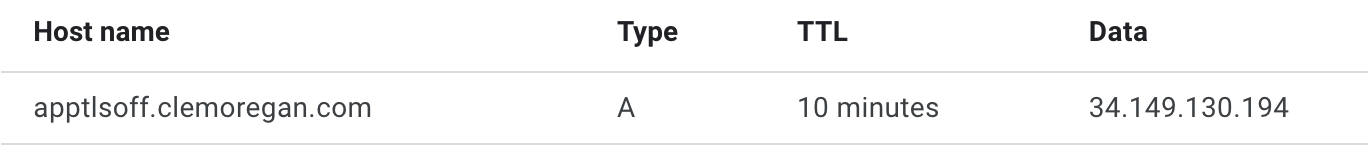 Host name Type TTL Data
apptlsoff.clemoregan.com A 10 minutes 34.149.130.194